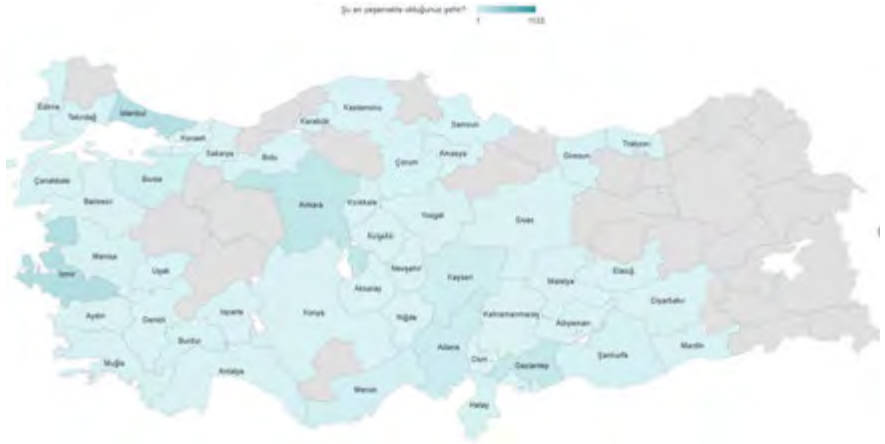 Şu an yaşamakta olduğunuz şehir?
1
Edirne
Tekirdağ
İstanbul
Kocaeli
Sakarya
Bolu
Karabük
Kastamonu
Samsun
Çorum
Amasya
Giresun
Trabzon
Çanakkale
Balıkesir
Bursa
Ankara
Kırıkkale
Yozgat
Sivas
Kırşehir
İzmir
Manisa
Uşak
Nevşehir
Kayseri
Malatya
Elazığ
Aksaray
Diyarbakır
Aydın
Denizli
Isparta
Konya
Niğde
Kahramanmaraş
Adıyaman
Burdur
Muğla
Antalya
Mersin
Adana
Osm
Gaziantep
Şanlıurfa
Mardin
Hatay